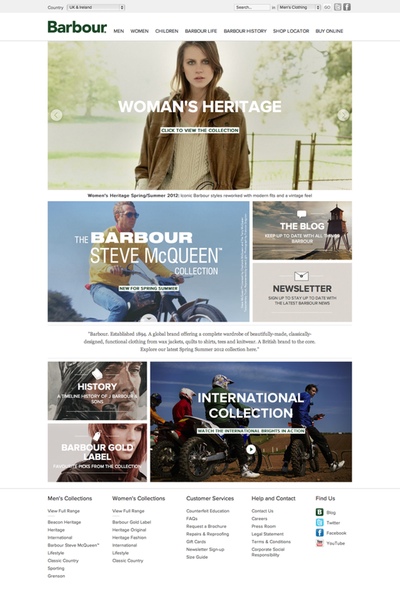 Country UK & Ireland Search... in Men's Clothing GO
Barbour
MEN WOMEN CHILDREN BARBOUR LIFE BARBOUR HISTORY SHOP LOCATOR BUY ONLINE
WOMAN'S HERITAGE
CLICK TO VIEW THE COLLECTION
Women's Heritage Spring/Summer 2012: Iconic Barbour styles reworked with modern fits and a vintage feel
THE BARBOUR
STEVE McQUEEN™
COLLECTION
NEW FOR SPRING SUMMER
THE BLOG
KEEP UP TO DATE WITH ALL THINGS
BARBOUR
NEWSLETTER
SIGN UP TO STAY UP TO DATE WITH
THE LATEST BARBOUR NEWS
"Barbour. Established 1894. A global brand offering a complete wardrobe of beautifully-made, classically-
designed, functional clothing from wax jackets, quilts to shirts, tees and knitwear. A British brand to the core.
Explore our latest Spring Summer 2012 collection here."
HISTORY
A TIMELINE HISTORY OF J BARBOUR &
SONS
BARBOUR GOLD
LABEL
FAVOURITE PICKS FROM THE COLLECTION
INTERNATIONAL
COLLECTION
WATCH THE INTERNATIONAL BRIGHTS IN ACTION
Men's Collections
View Full Range
Beacon Heritage
Heritage
International
Barbour Steve McQueen™
Lifestyle
Classic Country
Sporting
Grenson
Women's Collections
View Full Range
Barbour Gold Label
Heritage Original
Heritage Fashion
International
Lifestyle
Classic Country
Customer Services
Counterfeit Education
FAQs
Request a Brochure
Repairs & Reproofing
Gift Cards
Newsletter Sign-up
Size Guide
Help and Contact
Contact Us
Careers
Press Room
Legal Statement
Terms & Conditions
Corporate Social
Responsibility
Find Us
Blog
Twitter
Facebook
YouTube